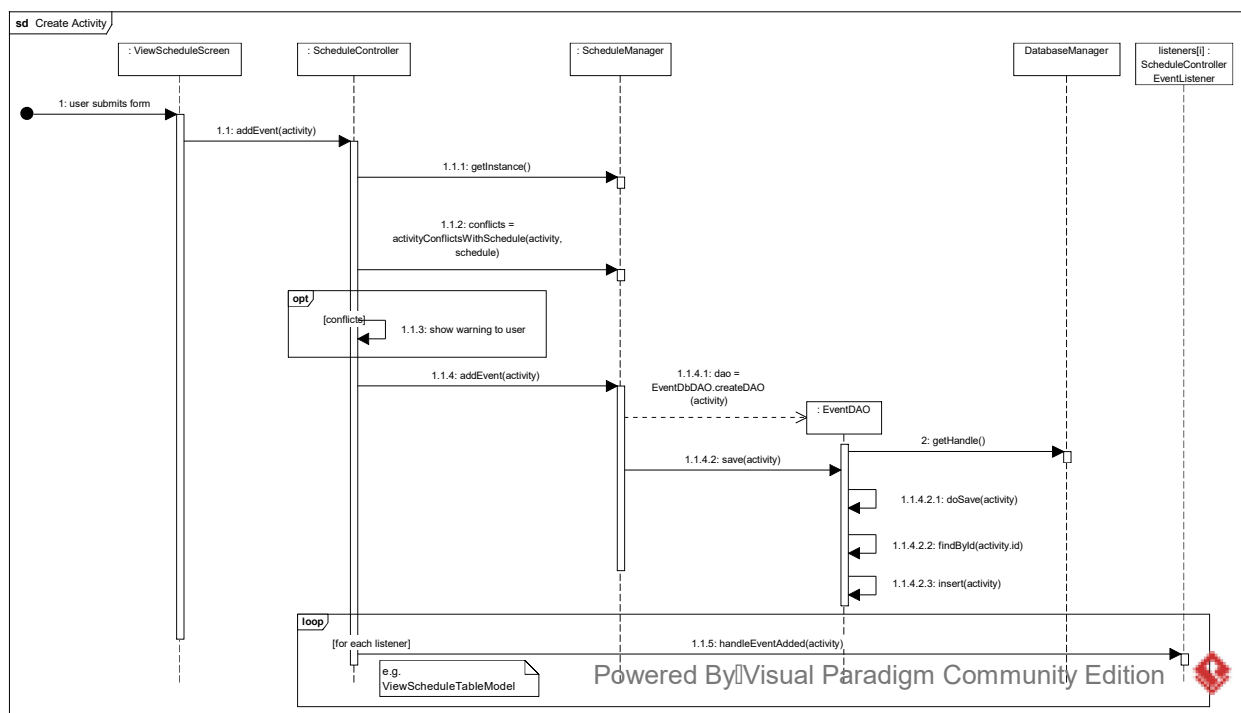 sd Create Activity
: ViewScheduleScreen
: ScheduleController
: ScheduleManager
DatabaseManager
listeners[i] :
ScheduleController
EventListener
1: user submits form
1.1: addEvent(activity)
1.1.1: getInstance()
1.1.2: conflicts =
activityConflictsWithSchedule(activity,
schedule)
opt
[conflicts]
1.1.3: show warning to user
1.1.4: addEvent(activity)
1.1.4.1: dao =
EventDbDAO.createDAO
(activity)
: EventDAO
2: getHandle()
1.1.4.2: save(activity)
1.1.4.2.1: doSave(activity)
1.1.4.2.2: findById(activity.id)
1.1.4.2.3: insert(activity)
loop
[for each listener]
1.1.5: handleEventAdded(activity)
e.g.
ViewScheduleTableModel
Powered By Visual Paradigm Community Edition